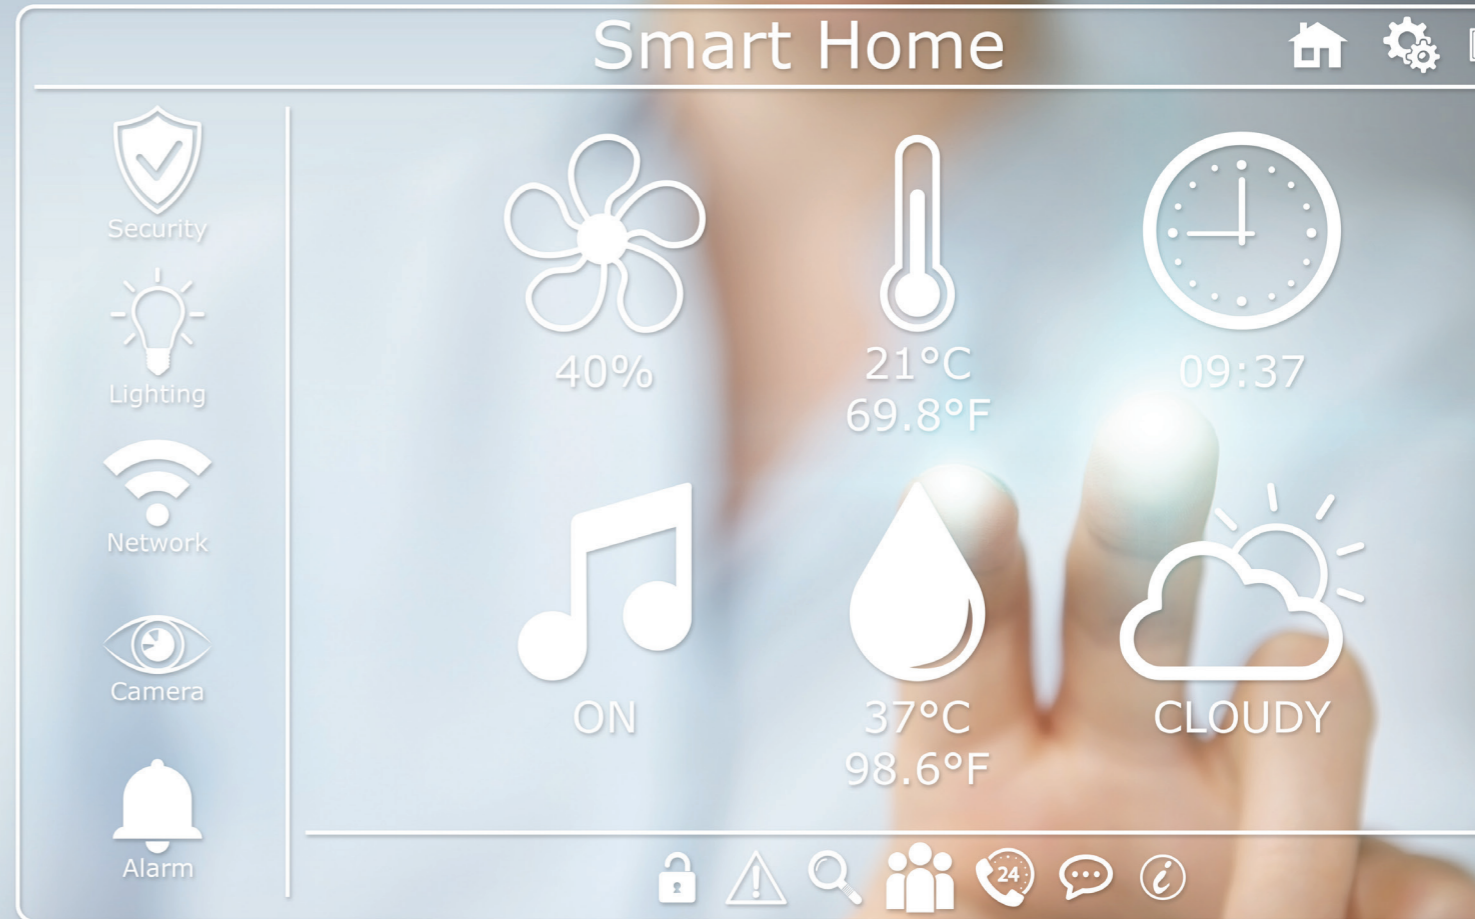 Smart Home
Security
Lighting
Network
Camera
Alarm
40%
21°C
69.8°F
09:37
ON
37°C
98.6°F
CLOUDY
24
i